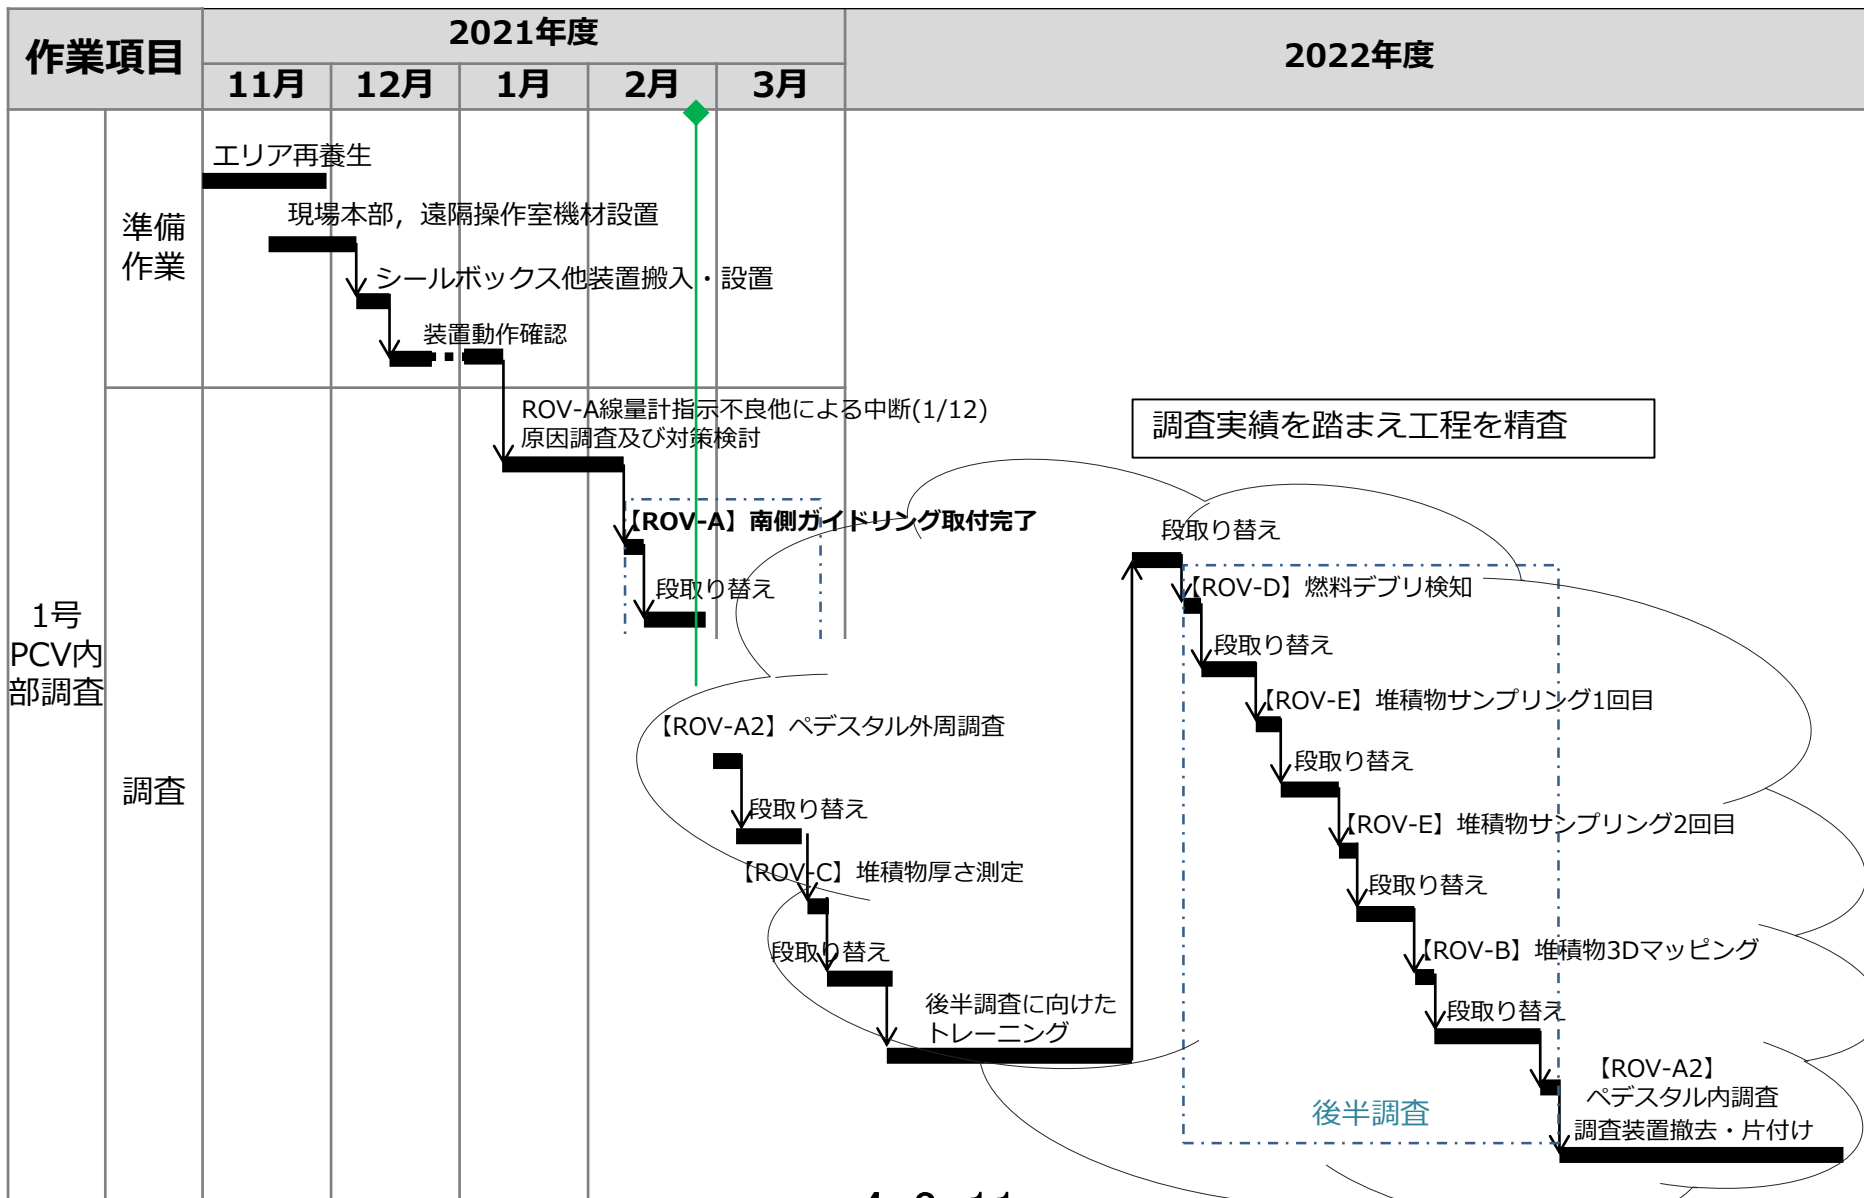 作業項目
2021年度
2022年度
11月
12月
1月
2月
3月
1号
PCV内
部調査
準備
作業
エリア再養生
現場本部，遠隔操作室機材設置
シールボックス他装置搬入・設置
装置動作確認
調査
ROV-A線量計指示不良他による中断(1/12)
原因調査及び対策検討
調査実績を踏まえ工程を精査
【ROV-A】南側ガイドリング取付完了
段取り替え
【ROV-A2】ペデスタル外周調査
段取り替え
【ROV-C】堆積物厚さ測定
段取り替え
後半調査に向けた
トレーニング
段取り替え
【ROV-D】燃料デブリ検知
段取り替え
【ROV-E】堆積物サンプリング1回目
段取り替え
【ROV-E】堆積物サンプリング2回目
段取り替え
【ROV-B】堆積物3Dマッピング
段取り替え
【ROV-A2】
ペデスタル内調査
調査装置撤去・片付け
後半調査